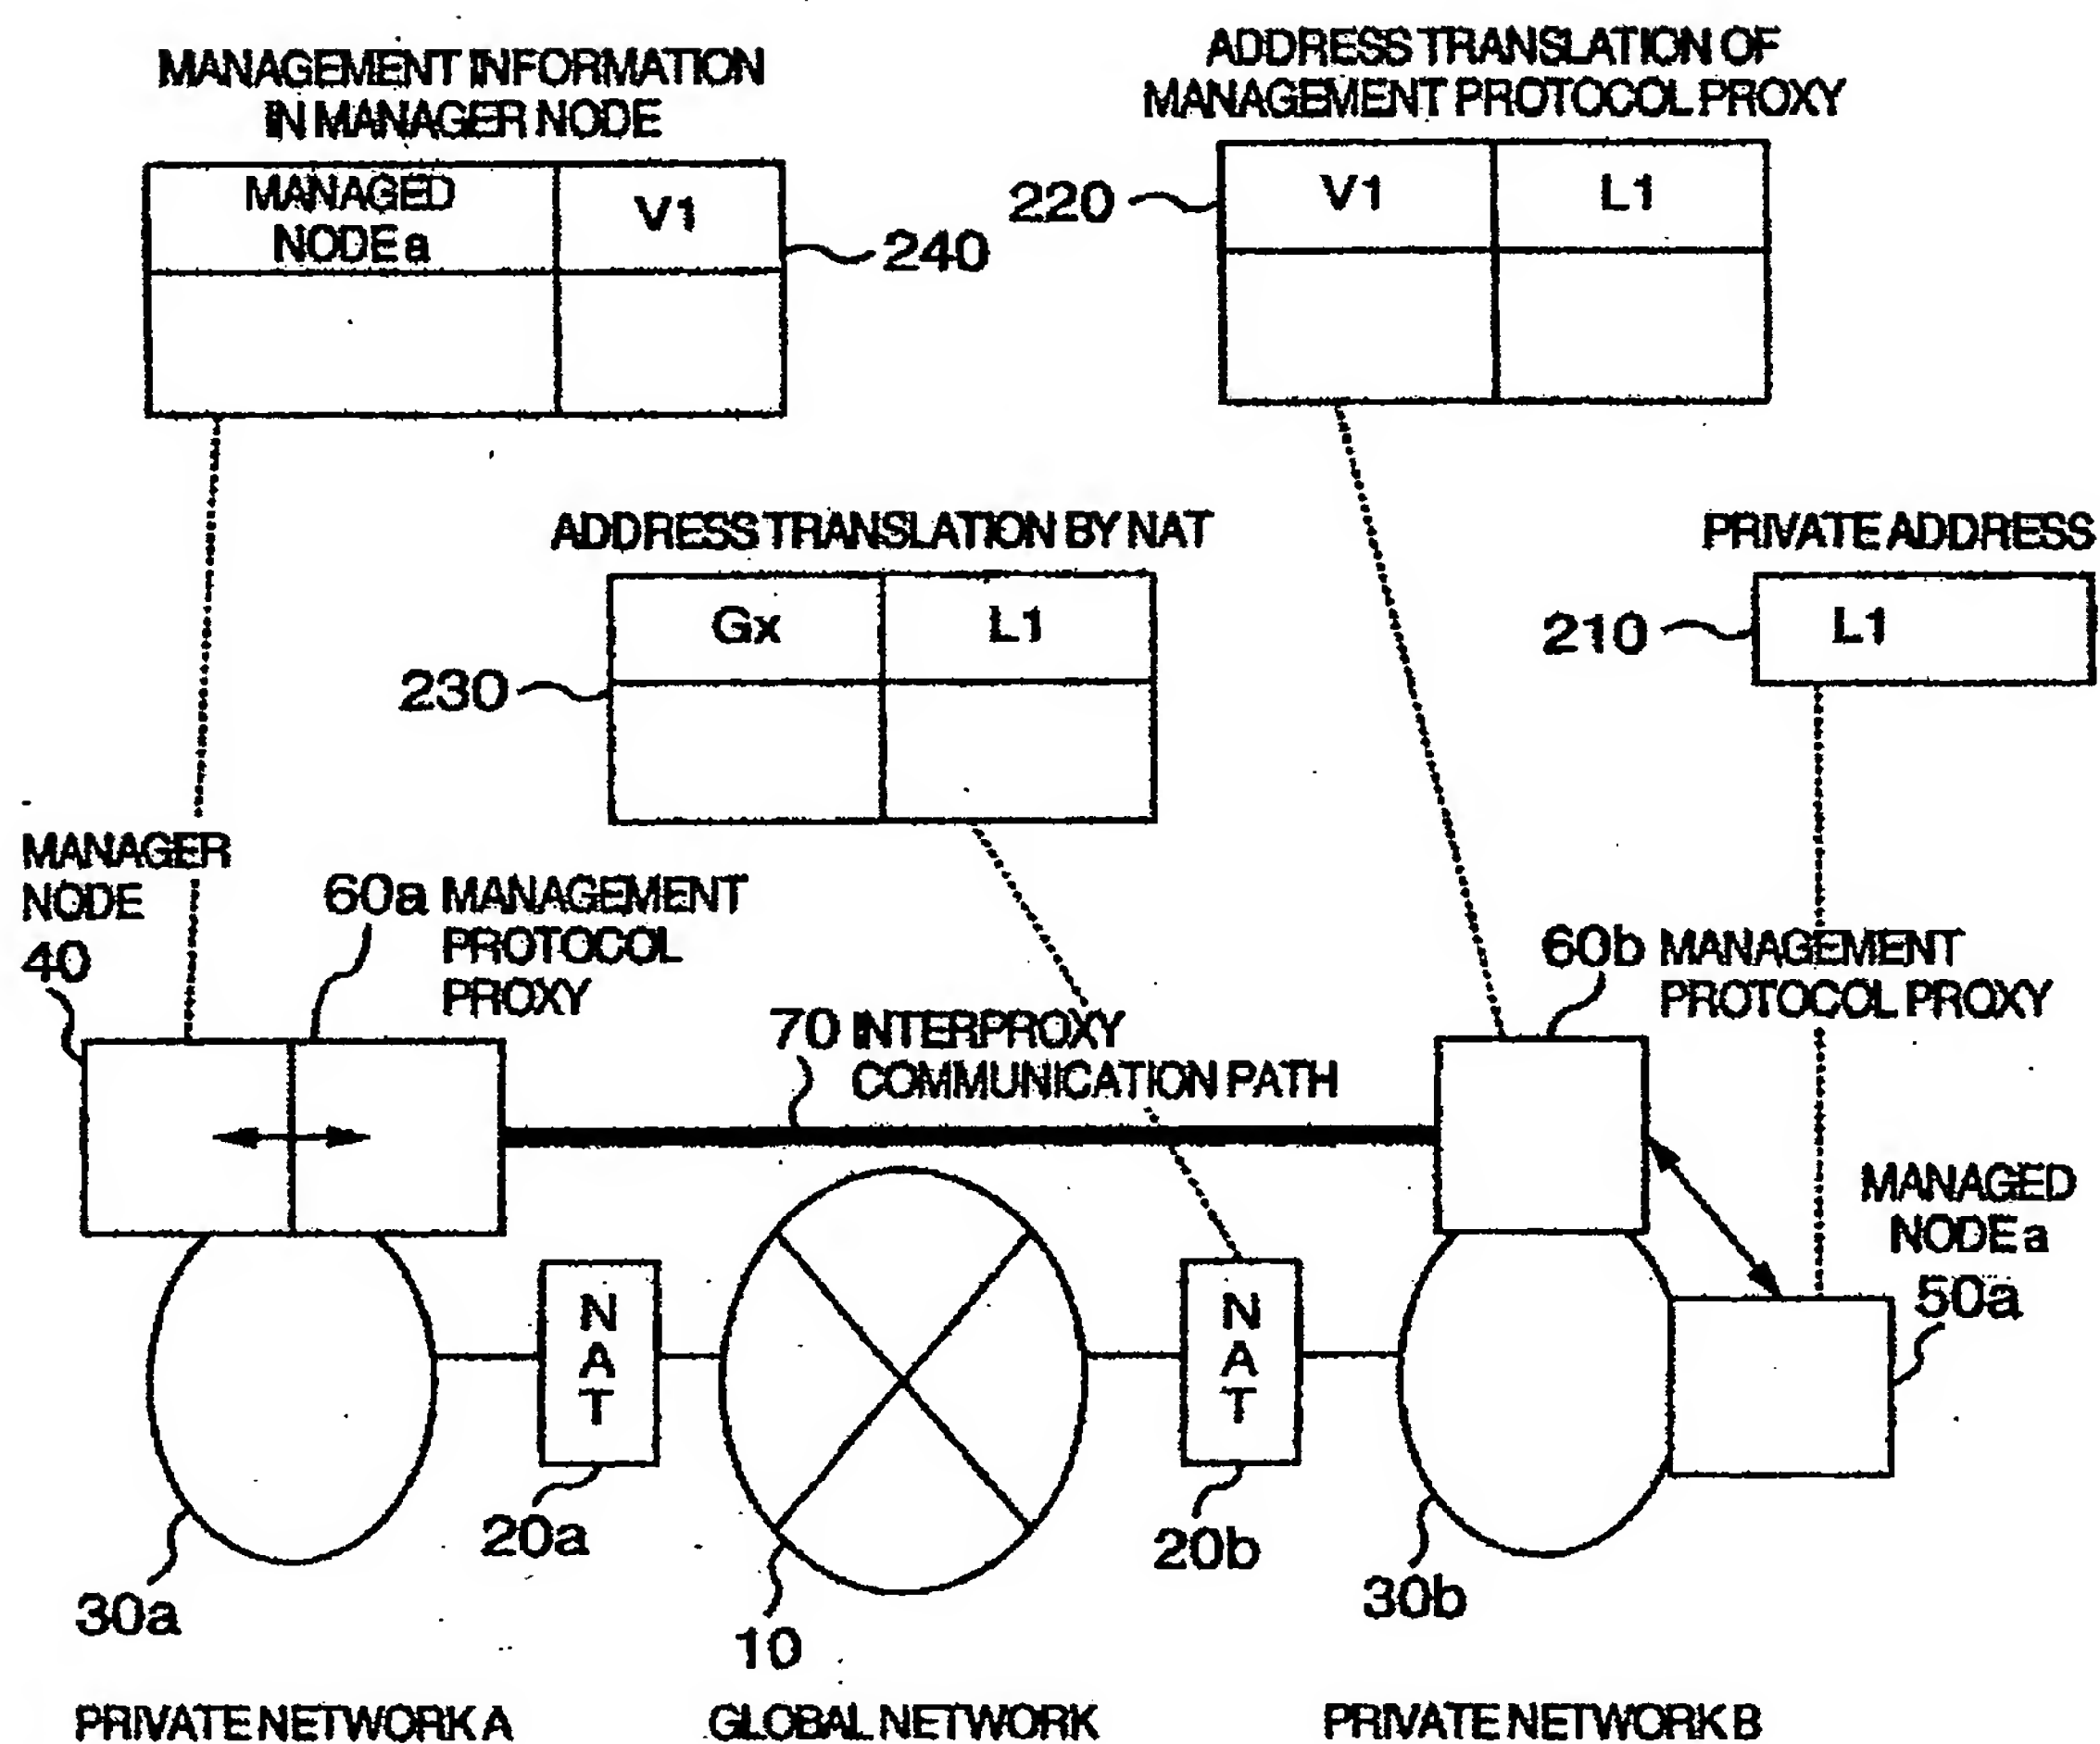 MANAGEMENT INFORMATION
IN MANAGER NODE
MANAGED
NODE a
V1
240
ADDRESS TRANSLATION OF
MANAGEMENT PROTOCOL PROXY
220
V1
L1
ADDRESS TRANSLATION BY NAT
Gx
L1
230
PRIVATE ADDRESS
210
L1
MANAGER
NODE
40
60a MANAGEMENT
PROTOCOL
PROXY
70 INTERPROXY
COMMUNICATION PATH
60b MANAGEMENT
PROTOCOL PROXY
MANAGED
NODE a
50a
N
A
T
N
A
T
20a
20b
30a
10
30b
PRIVATE NETWORK A
GLOBAL NETWORK
PRIVATE NETWORK B